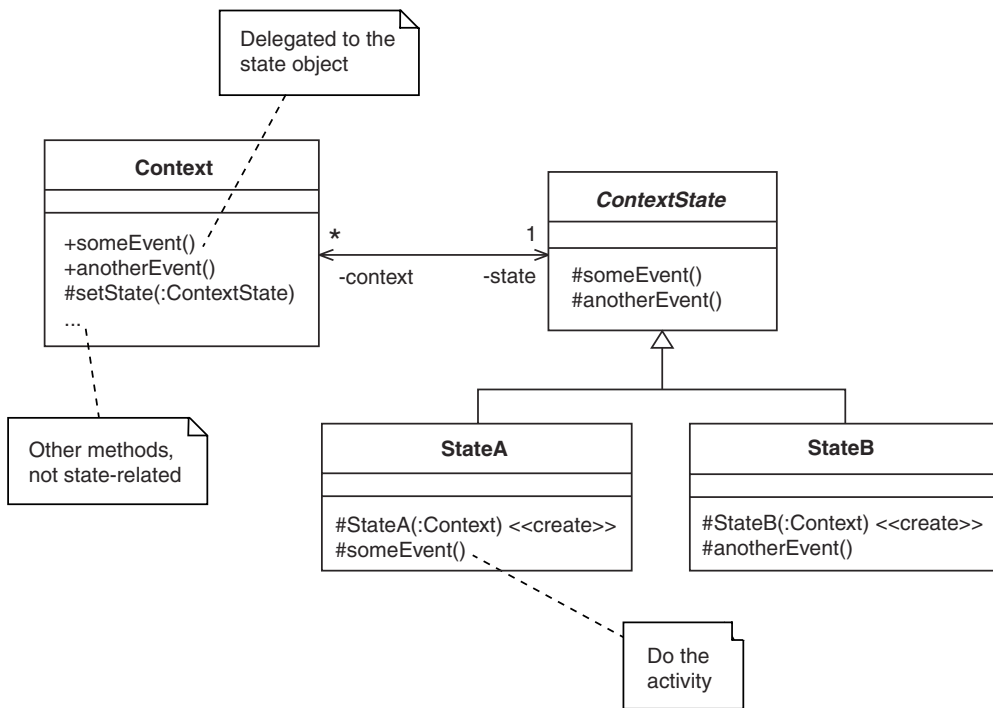 Delegated to the
state object
Context
+someEvent()
+anotherEvent()
#setState(:ContextState)
...
*
1
-context
-state
ContextState
#someEvent()
#anotherEvent()
Other methods,
not state-related
StateA
#StateA(:Context) <<create>>
#someEvent()
StateB
#StateB(:Context) <<create>>
#anotherEvent()
Do the
activity